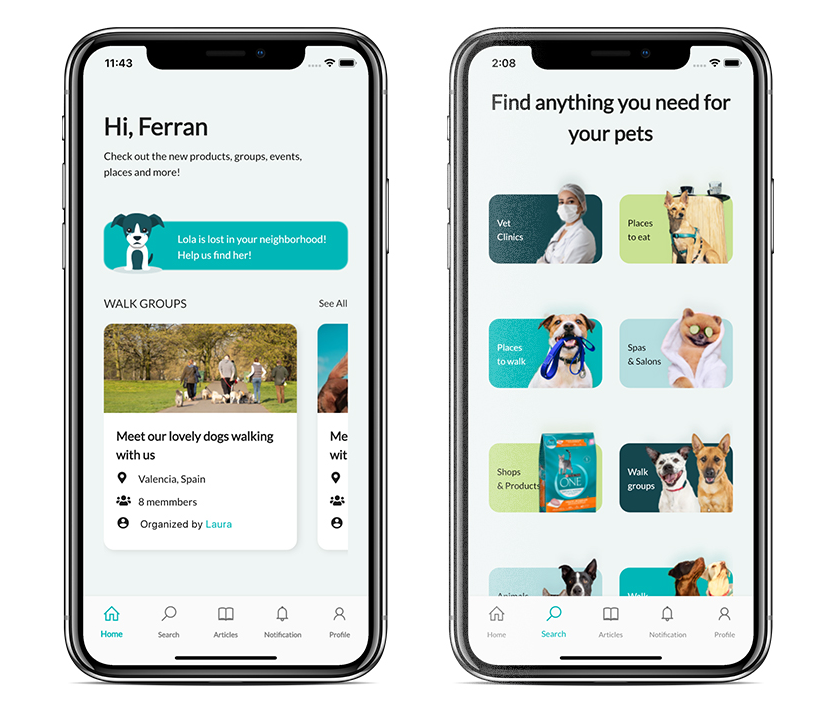 11:43
Hi, Ferran
Check out the new products, groups, events,
places and more!
Lola is lost in your neighborhood!
Help us find her!
WALK GROUPS
See All
Meet our lovely dogs walking
with us
Valencia, Spain
8 memmbers
Organized by Laura
Me
wit
Home
Search
Articles
Notification
Profile
2:08
Find anything you need for
your pets
Vet
Clinics
Places
to eat
Places
to walk
Spas
& Salons
Shops
& Products
ONE
Walk
groups
Animals
Walk
Home
Search
Articles
Notification
Profile